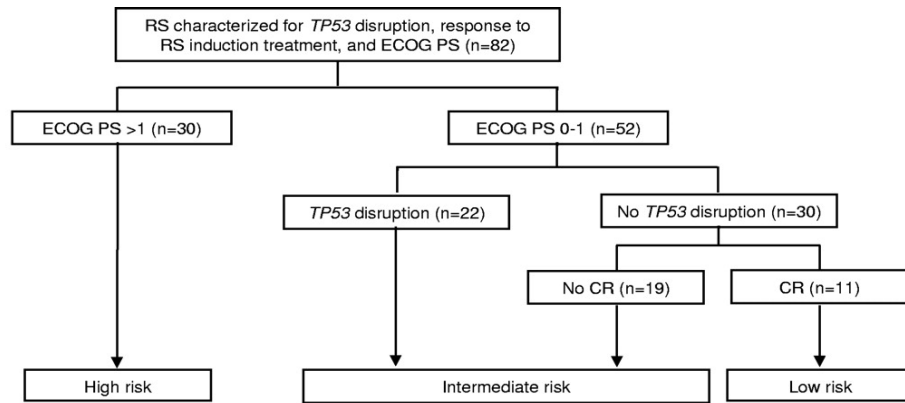 RS characterized for TP53 disruption, response to
RS induction treatment, and ECOG PS (n=82)
ECOG PS >1 (n=30)
ECOG PS 0-1 (n=52)
TP53 disruption (n=22)
No TP53 disruption (n=30)
No CR (n=19)
CR (n=11)
High risk
Intermediate risk
Low risk